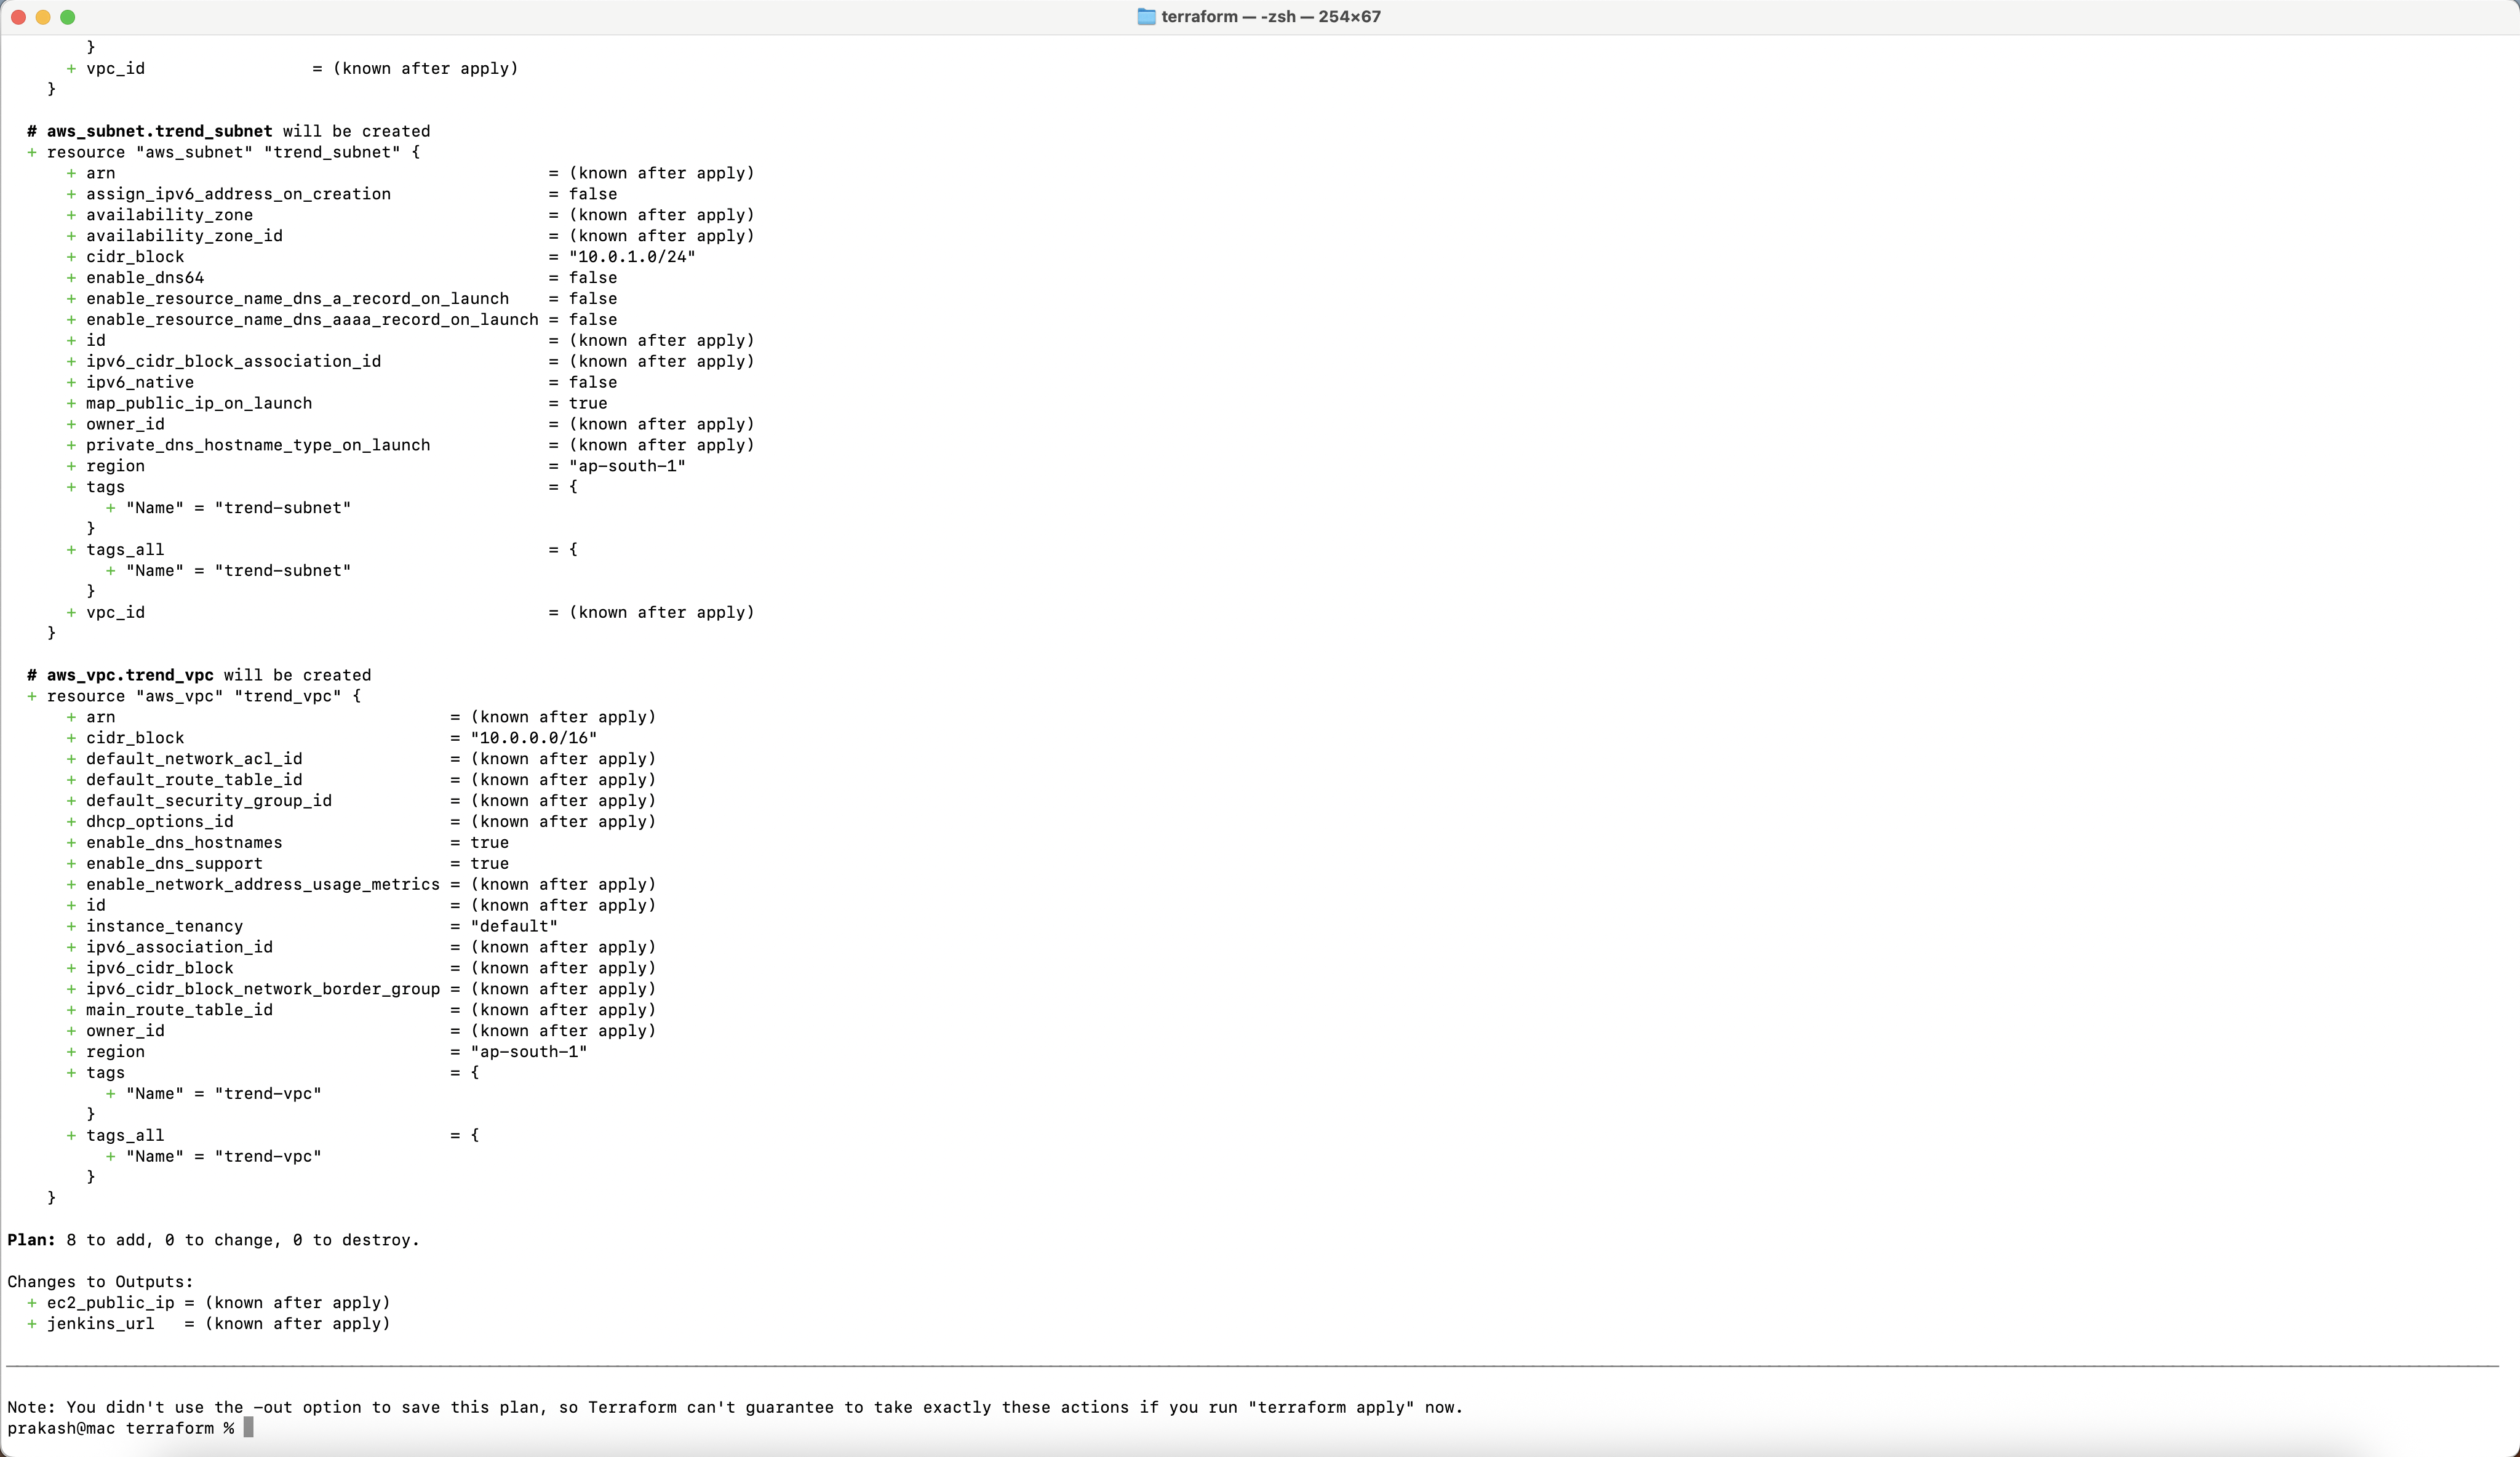 terraform — -zsh — 254×67
        }
      + vpc_id                 = (known after apply)
    }
  # aws_subnet.trend_subnet will be created
  + resource "aws_subnet" "trend_subnet" {
      + arn                                            = (known after apply)
      + assign_ipv6_address_on_creation                = false
      + availability_zone                              = (known after apply)
      + availability_zone_id                           = (known after apply)
      + cidr_block                                     = "10.0.1.0/24"
      + enable_dns64                                   = false
      + enable_resource_name_dns_a_record_on_launch    = false
      + enable_resource_name_dns_aaaa_record_on_launch = false
      + id                                             = (known after apply)
      + ipv6_cidr_block_association_id                 = (known after apply)
      + ipv6_native                                    = false
      + map_public_ip_on_launch                        = true
      + owner_id                                       = (known after apply)
      + private_dns_hostname_type_on_launch            = (known after apply)
      + region                                         = "ap-south-1"
      + tags                                           = {
          + "Name" = "trend-subnet"
        }
      + tags_all                                       = {
          + "Name" = "trend-subnet"
        }
      + vpc_id                                         = (known after apply)
    }
  # aws_vpc.trend_vpc will be created
  + resource "aws_vpc" "trend_vpc" {
      + arn                                  = (known after apply)
      + cidr_block                           = "10.0.0.0/16"
      + default_network_acl_id               = (known after apply)
      + default_route_table_id               = (known after apply)
      + default_security_group_id            = (known after apply)
      + dhcp_options_id                      = (known after apply)
      + enable_dns_hostnames                 = true
      + enable_dns_support                   = true
      + enable_network_address_usage_metrics = (known after apply)
      + id                                   = (known after apply)
      + instance_tenancy                     = "default"
      + ipv6_association_id                  = (known after apply)
      + ipv6_cidr_block                      = (known after apply)
      + ipv6_cidr_block_network_border_group = (known after apply)
      + main_route_table_id                  = (known after apply)
      + owner_id                             = (known after apply)
      + region                               = "ap-south-1"
      + tags                                 = {
          + "Name" = "trend-vpc"
        }
      + tags_all                             = {
          + "Name" = "trend-vpc"
        }
    }
Plan: 8 to add, 0 to change, 0 to destroy.
Changes to Outputs:
  + ec2_public_ip = (known after apply)
  + jenkins_url   = (known after apply)
Note: You didn't use the -out option to save this plan, so Terraform can't guarantee to take exactly these actions if you run "terraform apply" now.
prakash@mac terraform %